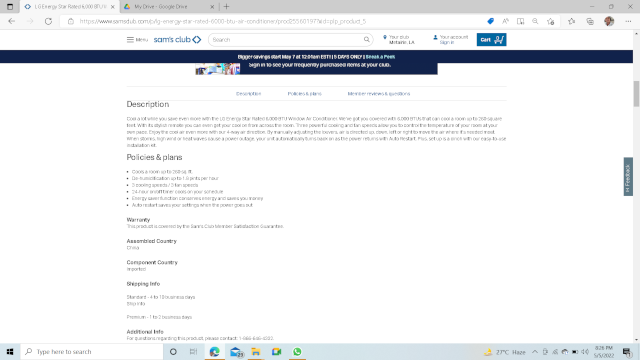 LG Energy Star Rated 6,000 BTU W
My Drive - Google Drive
https://www.samsclub.com/p/lg-energy-star-rated-6000-btu-air-conditioner/prod25560197?xid=plp_product_5
Menu
sam's club
Search
Your club
Metairie, LA
Your account
Sign in
Cart
Bigger savings start May 7 at 12:01am EST! | 5 DAYS ONLY | Sneak a Peek
Sign in to see your frequently purchased items at your club.
Description
Policies & plans
Member reviews & questions
Description
Cool a lot while you save even more with the LG Energy Star Rated 6,000 BTU Window Air Conditioner. We've got you covered with 6,000 BTUs that can cool a room up to 260 square
feet. With its stylish remote you can even get your cool on from across the room. Three powerful cooling and fan speeds allow you to control the temperature of your room at your
own pace. Enjoy the cool air even more with our 4-way air direction. By manually adjusting the louvers, air is directed up, down, left or right to move the air where it's needed most.
When storms, high wind or heat waves cause a power outage, your unit automatically turns back on as the power returns with Auto Restart. Plus, set up is a cinch with our easy-to-use
installation kit.
Policies & plans
Cools a room up to 260 sq. ft.
De-humidification up to 1.8 pints per hour
3 cooling speeds / 3 fan speeds
24-hour on/off timer cools on your schedule
Energy saver function conserves energy and saves you money
Auto restart saves your settings when the power goes out
Warranty
This product is covered by the Sam's Club Member Satisfaction Guarantee
Assembled Country
China
Component Country
Imported
Shipping Info
Standard - 4 to 10 business days
Ship Info
Premium - 1 to 2 business days
Additional Info
For questions regarding this product, please contact: 1-888-646-4202
Feedback
Type here to search
27°C Haze
4:26 PM
5/5/2022